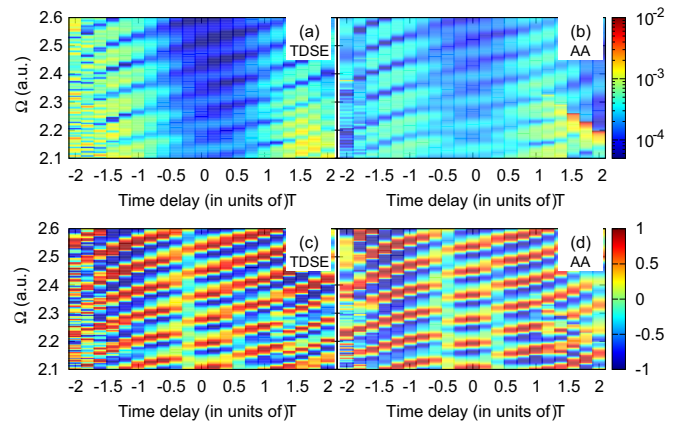 2.6 (a) TDSE (b) AA 10^-2
2.5
2.4 10^-3
2.3
2.2 10^-4
2.1
Ω (a.u.)
-2 -1.5 -1 -0.5 0 0.5 1 1.5 2 -2 -1.5 -1 -0.5 0 0.5 1 1.5 2
Time delay (in units of)T Time delay (in units of)T
2.6 (c) TDSE (d) AA 1
2.5 0.5
2.4 0
2.3
2.2 -0.5
2.1 -1
Ω (a.u.)
-2 -1.5 -1 -0.5 0 0.5 1 1.5 2 -2 -1.5 -1 -0.5 0 0.5 1 1.5 2
Time delay (in units of)T Time delay (in units of)T